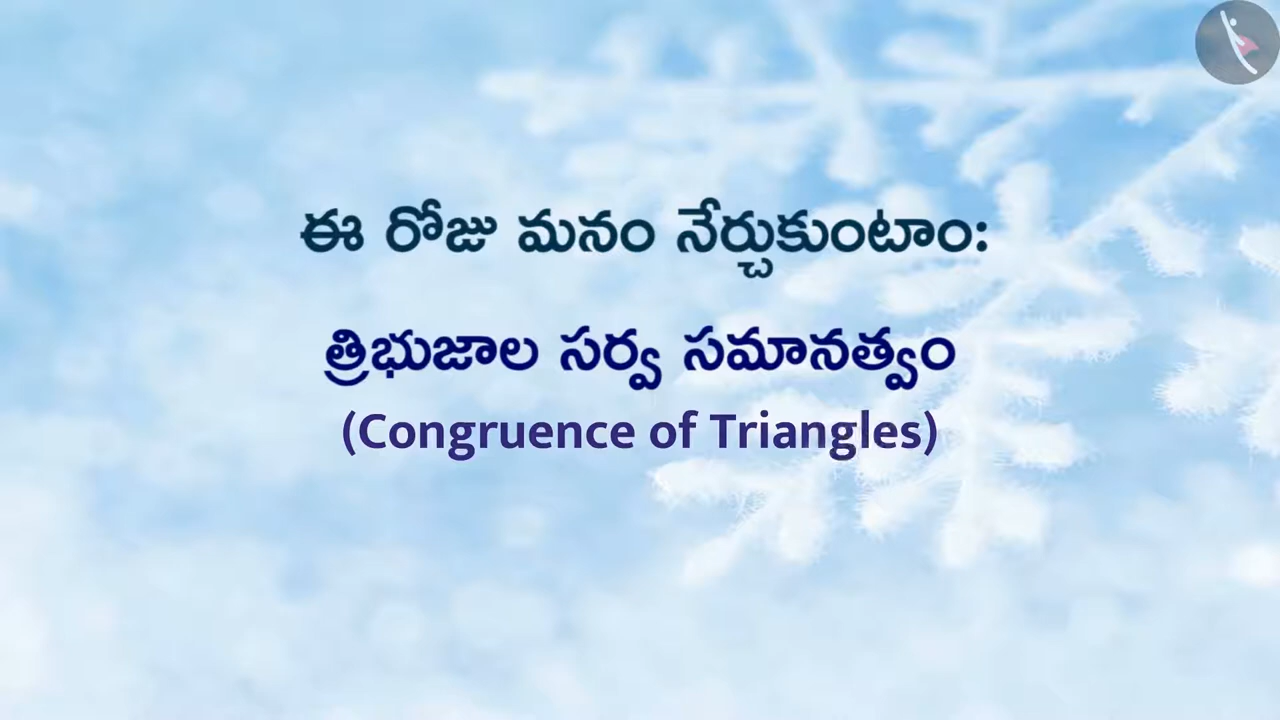 ఈ రోజు మనం నేర్చుకుంటాం:
త్రిభుజాల సర్వ సమానత్వం
(Congruence of Triangles)